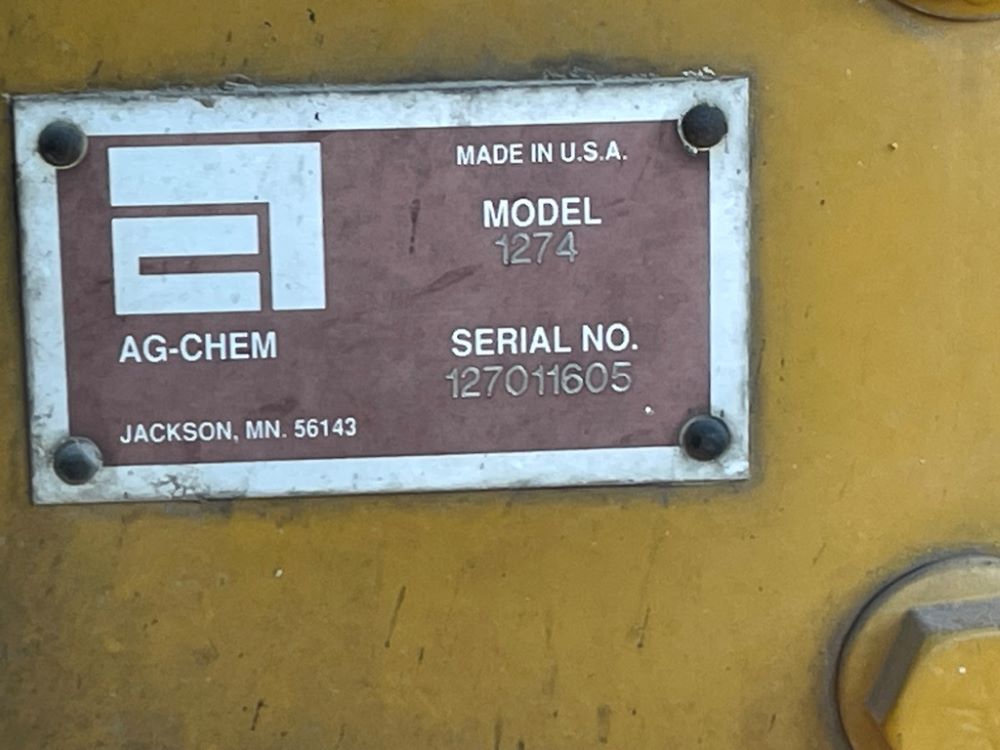 MADE IN U.S.A.
MODEL
1274
AG-CHEM
SERIAL NO.
127011605
JACKSON, MN. 56143